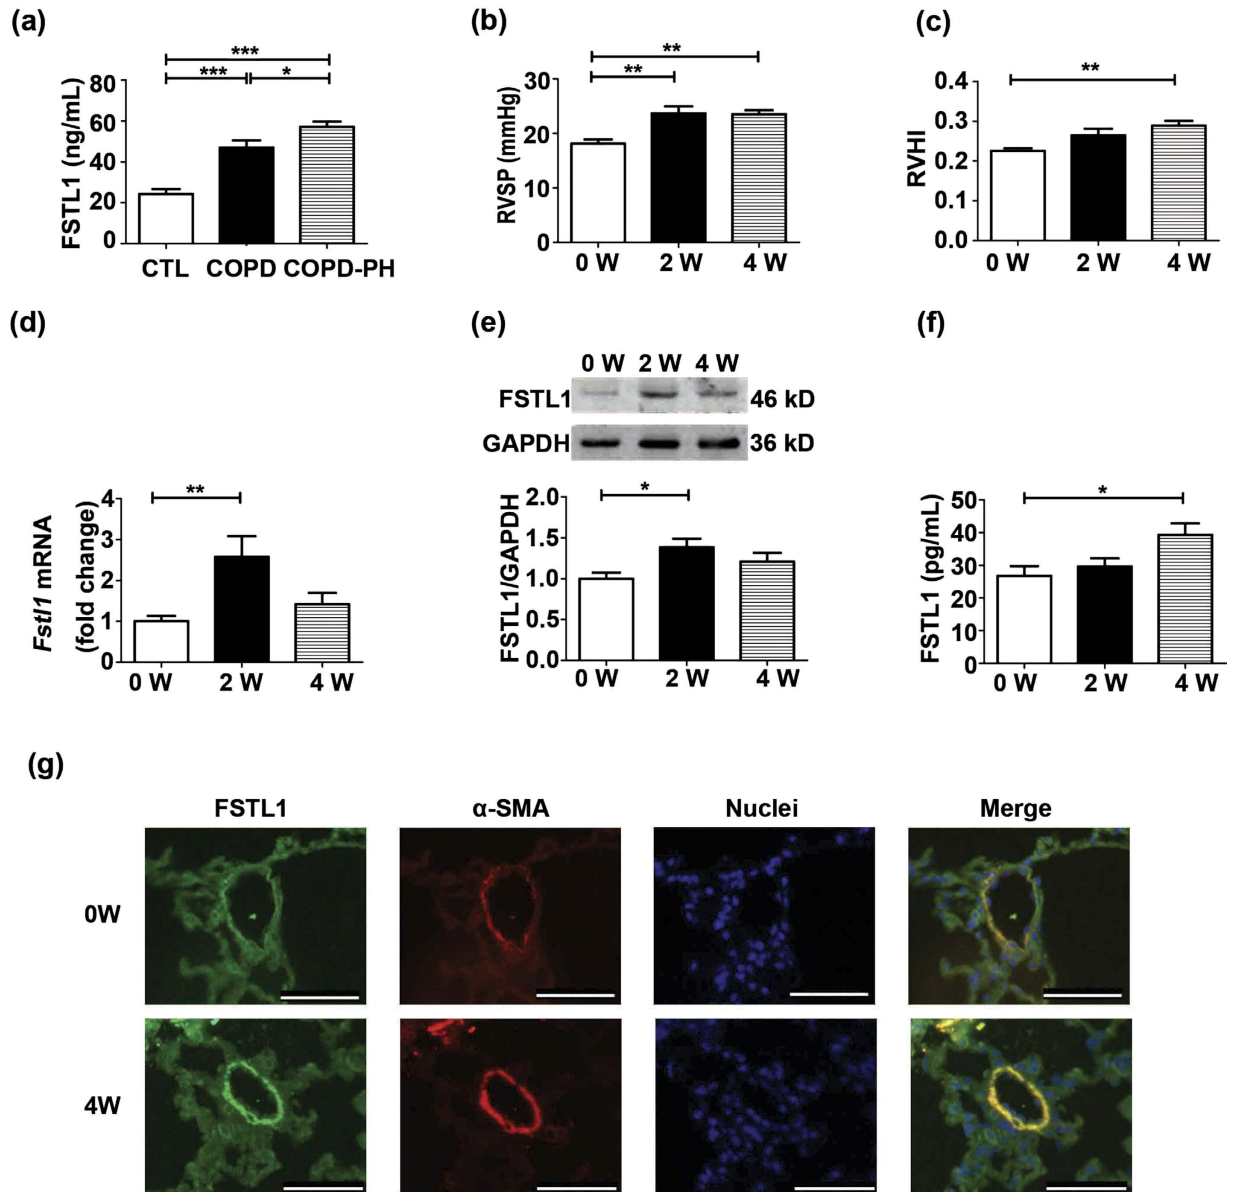 (a)
FSTL1 (ng/mL)
80
60
40
20
0
***
***
*
CTL COPD COPD-PH
(b)
RVSP (mmHg)
30
20
10
0
**
**
0 W 2 W 4 W
(c)
RVHI
0.4
0.3
0.2
0.1
0.0
**
0 W 2 W 4 W
(d)
Fstl1 mRNA
(fold change)
4
3
2
1
0
**
0 W 2 W 4 W
(e)
0 W 2 W 4 W
FSTL1 46 kD
GAPDH 36 kD
FSTL1/GAPDH
2.0
1.5
1.0
0.5
0.0
*
0 W 2 W 4 W
(f)
FSTL1 (pg/mL)
50
40
30
20
10
0
*
0 W 2 W 4 W
(g)
FSTL1 α-SMA Nuclei Merge
0W
4W